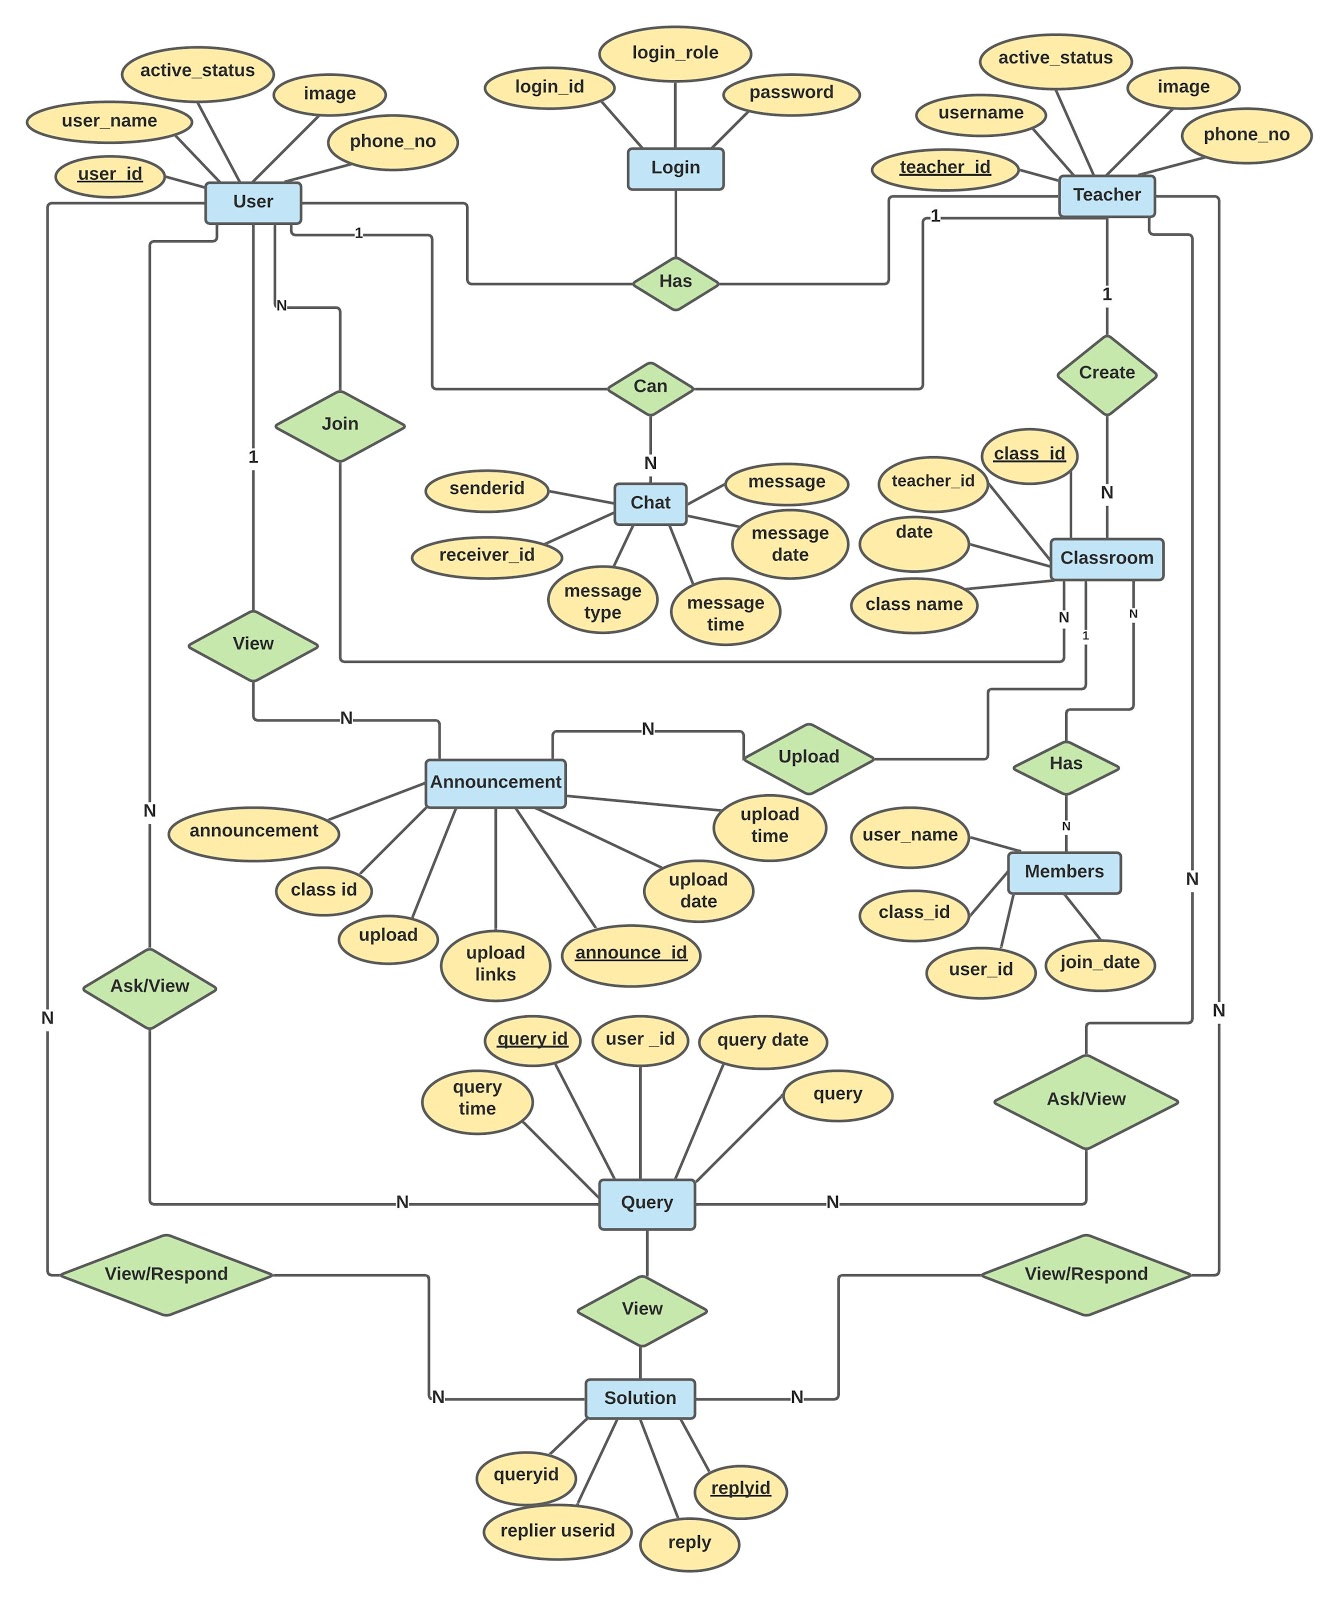 login_role
active_status
active_status
login_id
password
image
image
user_name
username
phone_no
phone_no
user_id
teacher_id
Login
User
Teacher
1
1
Has
1
N
Create
Can
Join
class_id
1
N
teacher_id
message
senderid
Chat
N
date
message
date
receiver_id
Classroom
message
type
message
time
class name
N
N
1
View
N
N
Upload
Has
Announcement
upload
time
N
N
announcement
user_name
Members
N
class id
upload
date
class_id
upload
upload
links
announce_id
user_id
join_date
Ask/View
N
N
query id
user _id
query date
query
time
query
Ask/View
N
Query
N
View/Respond
View/Respond
View
N
Solution
N
queryid
replyid
replier userid
reply